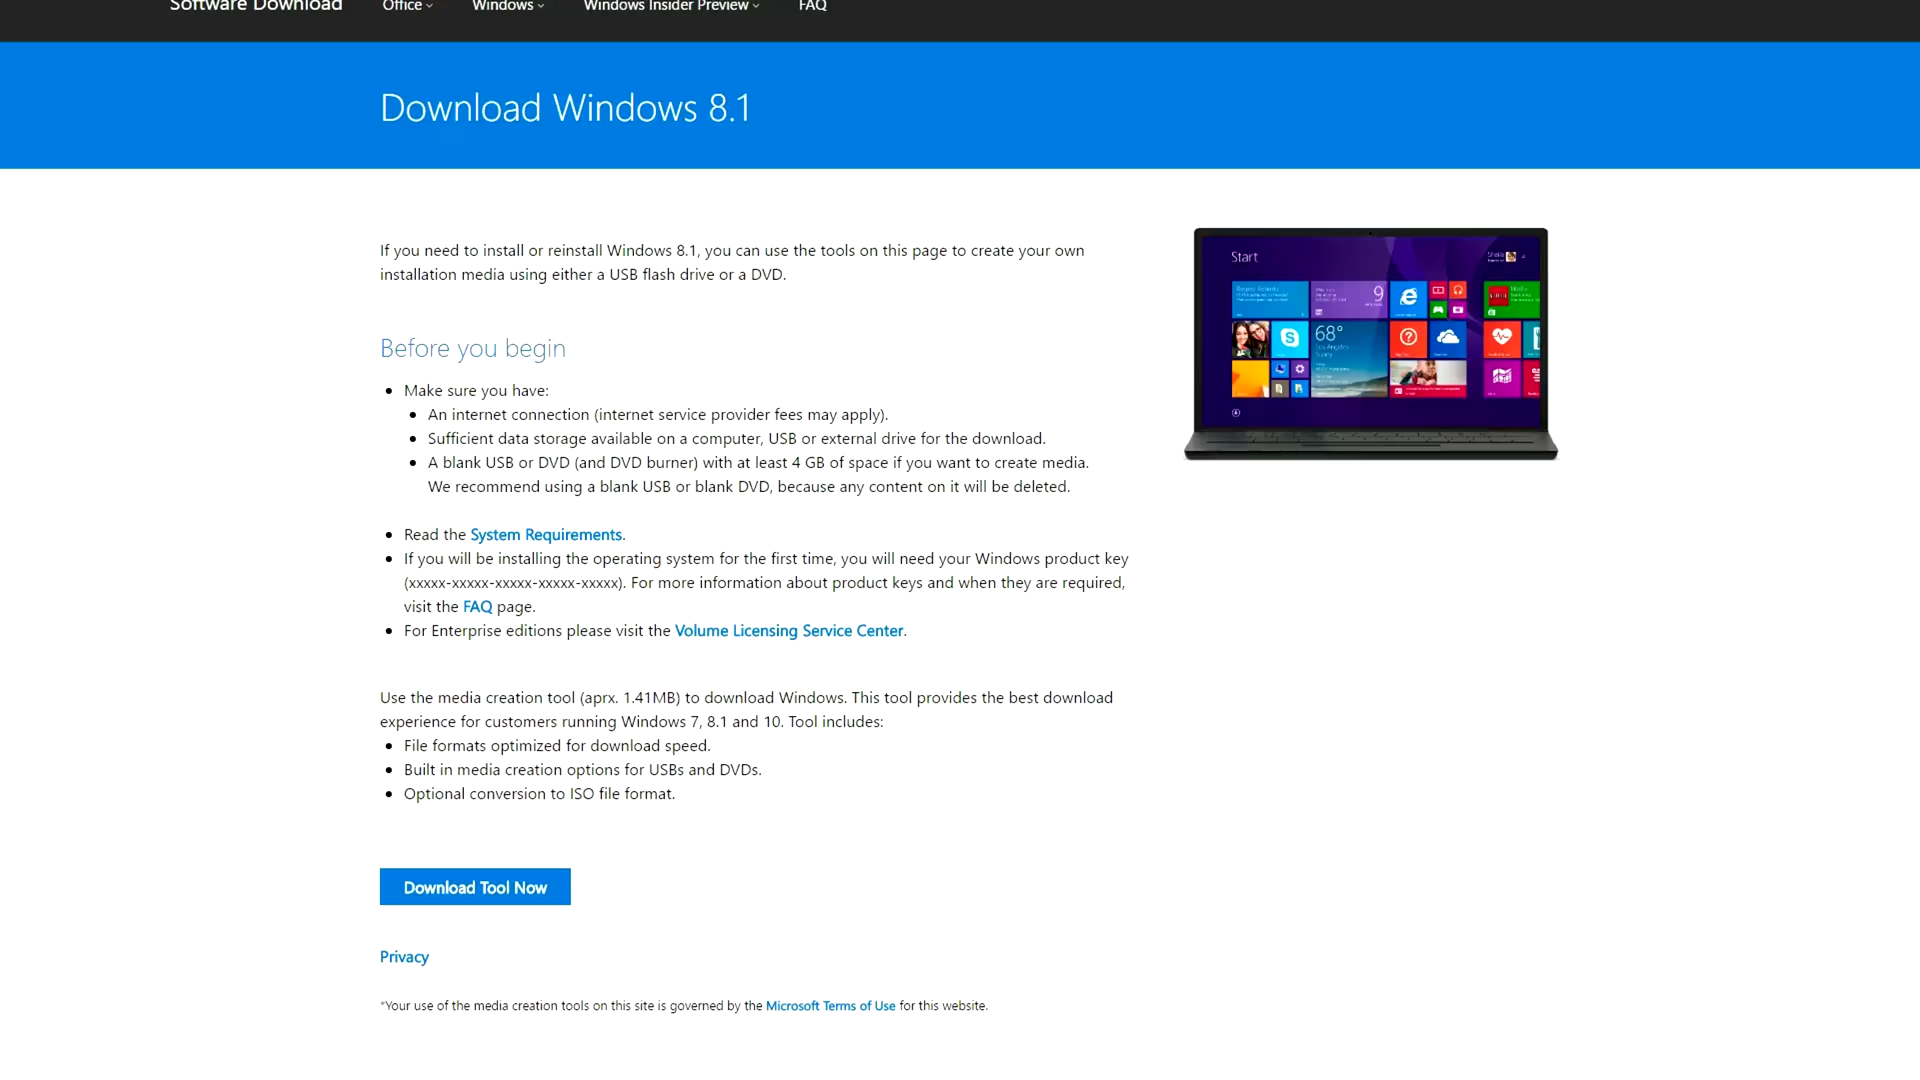 Software Download Office Windows Windows Insider Preview FAQ
Download Windows 8.1
If you need to install or reinstall Windows 8.1, you can use the tools on this page to create your own
installation media using either a USB flash drive or a DVD.
Start
9
68°
Los Angeles
Sunny
Before you begin
Make sure you have:
An internet connection (internet service provider fees may apply).
Sufficient data storage available on a computer, USB or external drive for the download.
A blank USB or DVD (and DVD burner) with at least 4 GB of space if you want to create media.
We recommend using a blank USB or blank DVD, because any content on it will be deleted.
Read the System Requirements.
If you will be installing the operating system for the first time, you will need your Windows product key
(xxxxx-xxxxx-xxxxx-xxxxx-xxxxx). For more information about product keys and when they are required,
visit the FAQ page.
For Enterprise editions please visit the Volume Licensing Service Center.
Use the media creation tool (aprx. 1.41MB) to download Windows. This tool provides the best download
experience for customers running Windows 7, 8.1 and 10. Tool includes:
File formats optimized for download speed.
Built in media creation options for USBs and DVDs.
Optional conversion to ISO file format.
Download Tool Now
Privacy
*Your use of the media creation tools on this site is governed by the Microsoft Terms of Use for this website.